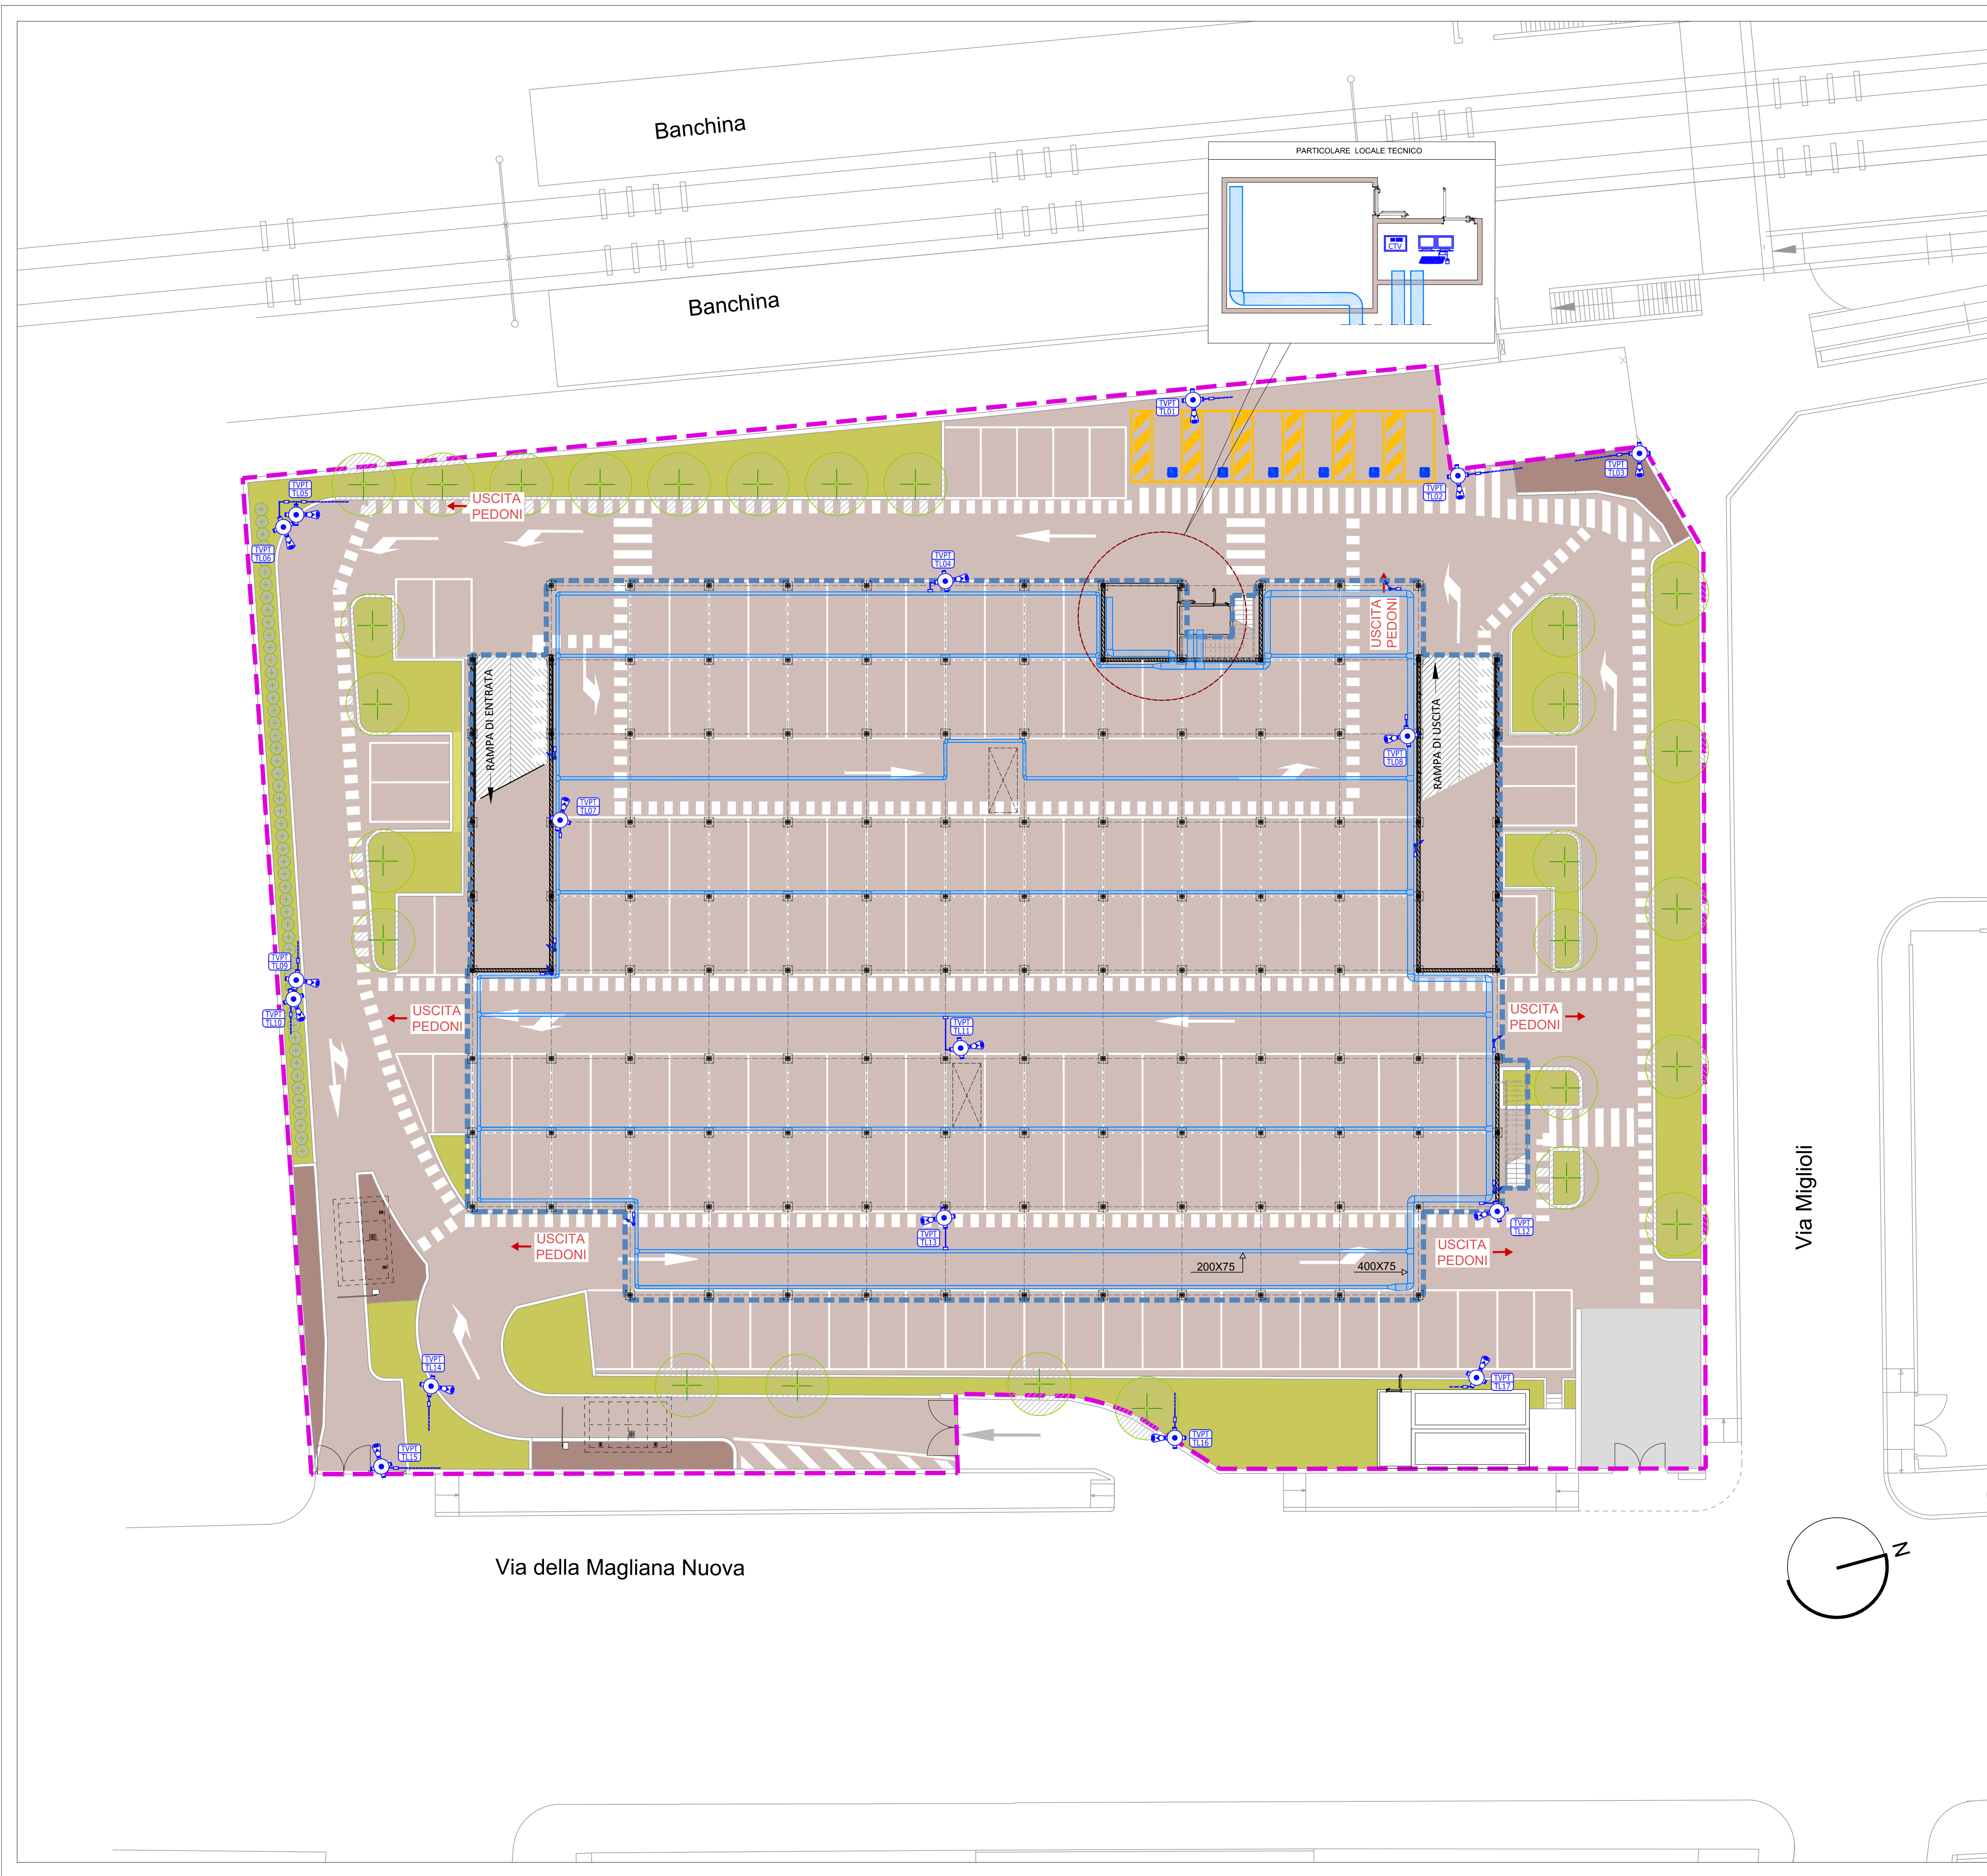 Banchina
PARTICOLARE LOCALE TECNICO
CTV
Banchina
TVPT
TL01
TVPT
TL03
TVPT
TL02
TVPT
TL05
USCITA
PEDONI
TVPT
TL06
TVPT
TL04
USCITA
PEDONI
RAMPA DI ENTRATA
RAMPA DI USCITA
TVPT
TL08
TVPT
TL07
TVPT
TL09
TVPT
TL10
USCITA
PEDONI
USCITA
PEDONI
TVPT
TL11
Via Miglioli
TVPT
TL12
TVPT
TL13
USCITA
PEDONI
USCITA
PEDONI
200X75
400X75
TVPT
TL14
TVPT
TL17
TVPT
TL16
TVPT
TL15
Via della Magliana Nuova
N